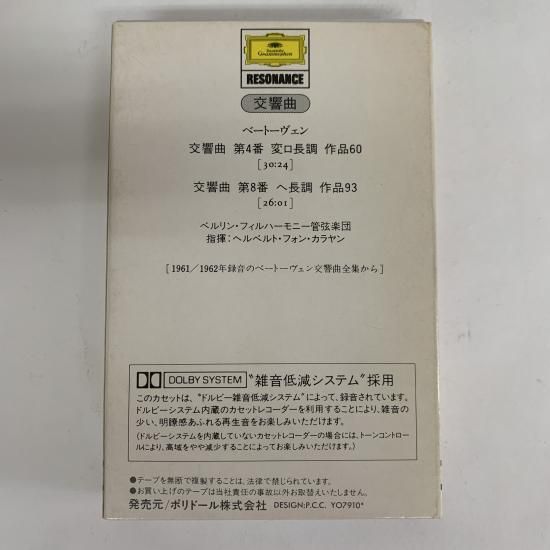 Deutsche
Grammophon
RESONANCE
交響曲
ベートーヴェン
交響曲 第4番 変ロ長調 作品60
[30:24]
交響曲 第8番 ヘ長調 作品93
[26:01]
ベルリン・フィルハーモニー管弦楽団
指揮:ヘルベルト・フォン・カラヤン
[1961/1962年録音のベートーヴェン交響曲全集から]
DOLBY SYSTEM “雑音低減システム”採用
このカセットは、“ドルビー雑音低減システム”によって、録音されています。
ドルビーシステム内蔵のカセットレコーダーを利用することにより、雑音の
少い、明瞭感あふれる再生音をお楽しみいただけます。
(ドルビーシステムを内蔵していないカセットレコーダーの場合には、トーンコントロ
ールにより、高域をやや減少することによってお楽しみいただけます。)
●テープを無断で複製することは、法律で禁じられています。
●お買い上げのテープは当社責任の事故以外お取替えいたしません。
発売元/ポリドール株式会社 DESIGN:P.C.C. YO7910*